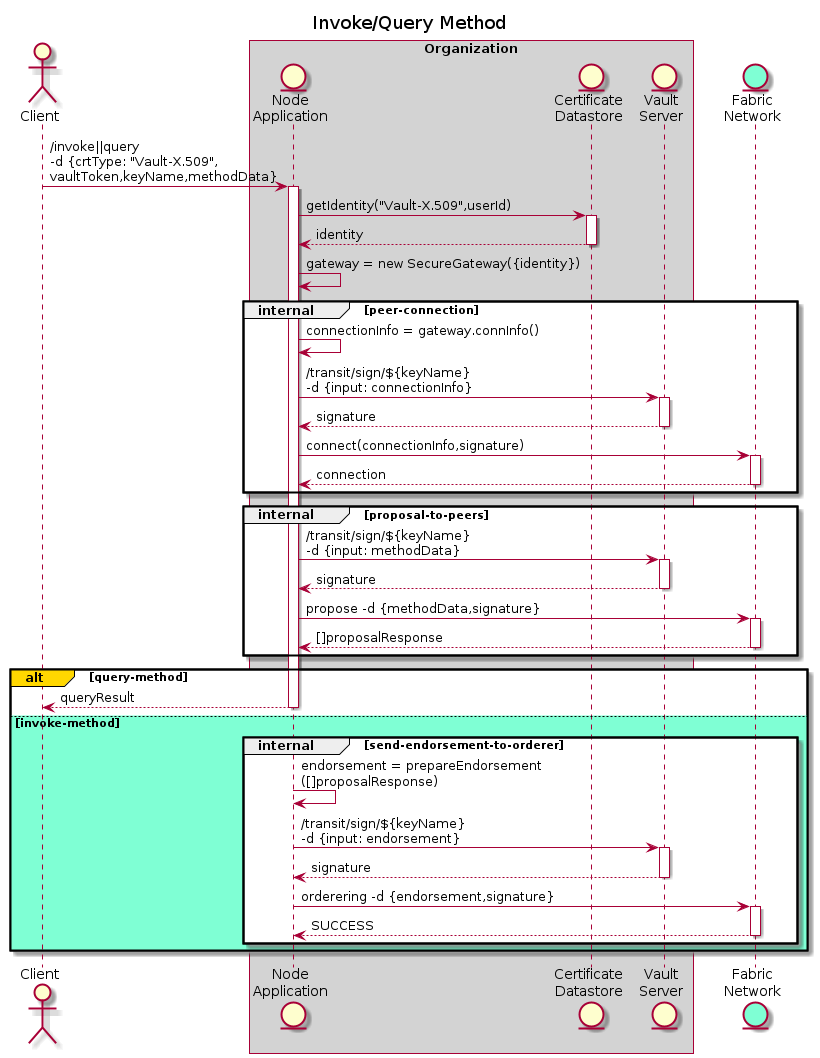 Invoke/Query Method
Organization
Client
Node
Application
Certificate
Datastore
Vault
Server
Fabric
Network
/invoke||query
-d {crtType: "Vault-X.509",
vaultToken,keyName,methodData}
getIdentity("Vault-X.509",userId)
identity
gateway = new SecureGateway({identity})
internal [peer-connection]
connectionInfo = gateway.connInfo()
/transit/sign/${keyName}
-d {input: connectionInfo}
signature
connect(connectionInfo,signature)
connection
internal [proposal-to-peers]
/transit/sign/${keyName}
-d {input: methodData}
signature
propose -d {methodData,signature}
[]proposalResponse
alt [query-method]
queryResult
[invoke-method]
internal [send-endorsement-to-orderer]
endorsement = prepareEndorsement
([]proposalResponse)
/transit/sign/${keyName}
-d {input: endorsement}
signature
orderering -d {endorsement,signature}
SUCCESS
Client
Node
Application
Certificate
Datastore
Vault
Server
Fabric
Network